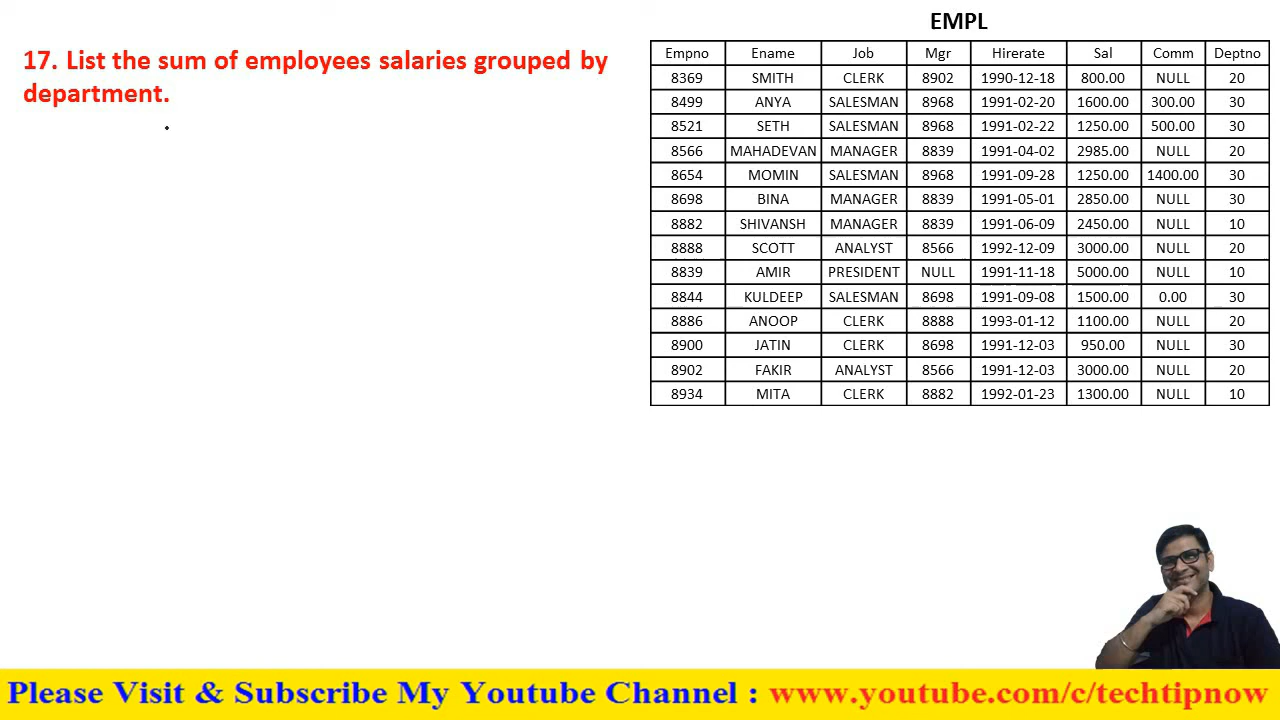 17. List the sum of employees salaries grouped by
department.
EMPL
Empno Ename Job Mgr Hirerate Sal Comm Deptno
8369 SMITH CLERK 8902 1990-12-18 800.00 NULL 20
8499 ANYA SALESMAN 8968 1991-02-20 1600.00 300.00 30
8521 SETH SALESMAN 8968 1991-02-22 1250.00 500.00 30
8566 MAHADEVAN MANAGER 8839 1991-04-02 2985.00 NULL 20
8654 MOMIN SALESMAN 8968 1991-09-28 1250.00 1400.00 30
8698 BINA MANAGER 8839 1991-05-01 2850.00 NULL 30
8882 SHIVANSH MANAGER 8839 1991-06-09 2450.00 NULL 10
8888 SCOTT ANALYST 8566 1992-12-09 3000.00 NULL 20
8839 AMIR PRESIDENT NULL 1991-11-18 5000.00 NULL 10
8844 KULDEEP SALESMAN 8698 1991-09-08 1500.00 0.00 30
8886 ANOOP CLERK 8888 1993-01-12 1100.00 NULL 20
8900 JATIN CLERK 8698 1991-12-03 950.00 NULL 30
8902 FAKIR ANALYST 8566 1991-12-03 3000.00 NULL 20
8934 MITA CLERK 8882 1992-01-23 1300.00 NULL 10
Please Visit & Subscribe My Youtube Channel : www.youtube.com/c/techtipnow